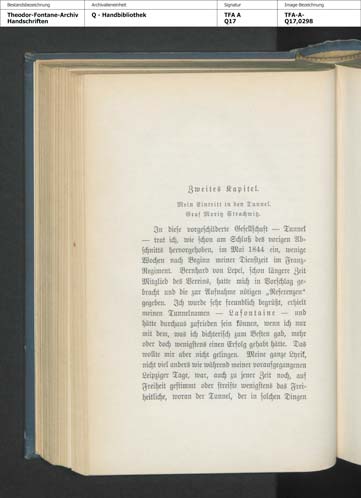 Bestandsbezeichnung
Archivalieneinheit
Signatur
Image-Bezeichnung
Theodor-Fontane-Archiv
Handschriften
Q - Handbibliothek
TFA A
Q17
TFA-A-
Q17,0298
Zweites Kapitel.
Mein Eintritt in den Tunnel.
Graf Moritz Strachwitz.
In diese vorgeschilderte Gesellschaft — Tunnel
— trat ich, wie schon am Schluß des vorigen Ab-
schnitts hervorgehoben, im Mai 1844 ein, wenige
Wochen nach Beginn meiner Dienstzeit im Franz-
Regiment. Bernhard von Lepel, schon längere Zeit
Mitglied des Vereins, hatte mich in Vorschlag ge-
bracht und die zur Aufnahme nötigen „Referenzen“
gegeben. Ich wurde sehr freundlich begrüßt, erhielt
meinen Tunnelnamen — Lafontaine — und
hätte durchaus zufrieden sein können, wenn ich nur
mit dem, was ich dichterisch zum Besten gab, mehr
oder doch wenigstens einen Erfolg gehabt hätte. Das
wollte mir aber nicht gelingen. Meine ganze Lyrik,
nicht viel anders wie während meiner voraufgegangenen
Leipziger Tage, war, auch zu jener Zeit noch, auf
Freiheit gestimmt oder streifte wenigstens das Frei-
heitliche, woran der Tunnel, der in solchen Dingen